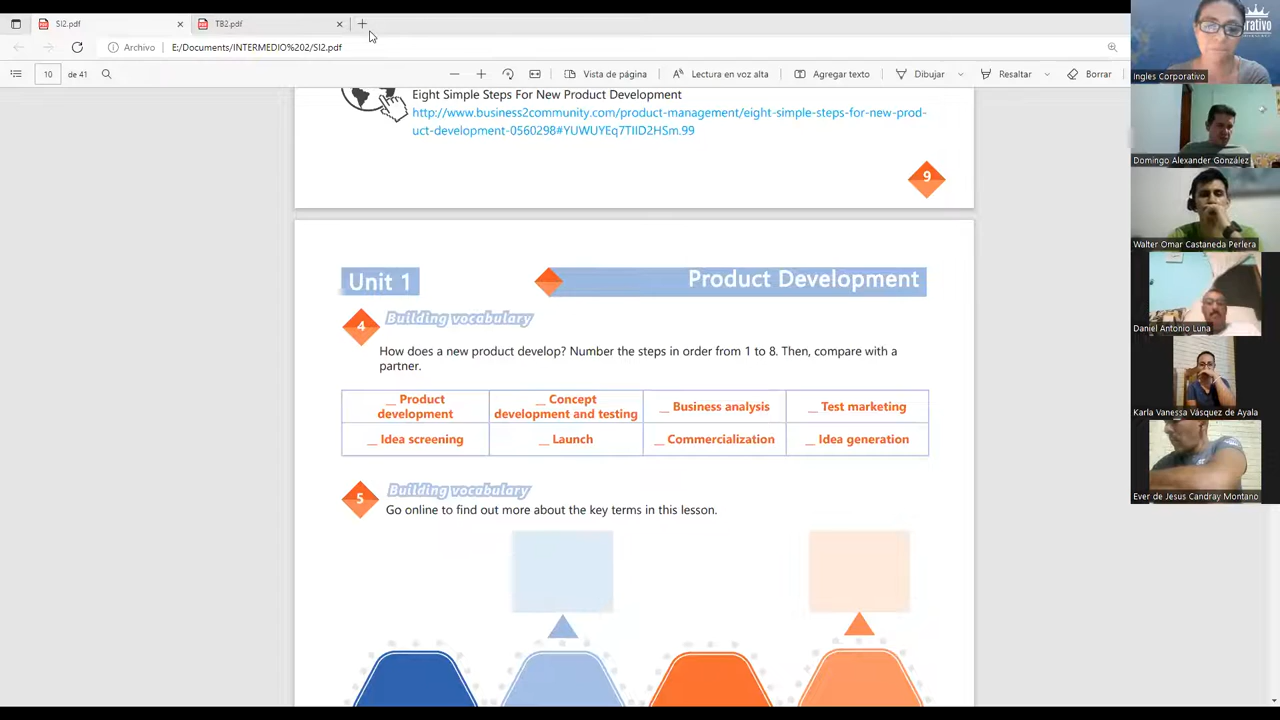 SI2.pdf
TB2.pdf
Archivo
E:/Documents/INTERMEDIO%202/SI2.pdf
10
de 41
Vista de página
Lectura en voz alta
Agregar texto
Dibujar
Resaltar
Borrar
Eight Simple Steps For New Product Development
http://www.business2community.com/product-management/eight-simple-steps-for-new-prod-
uct-development-0560298#YUWUYEq7TIID2HSm.99
9
Unit 1
Product Development
4
Building vocabulary
How does a new product develop? Number the steps in order from 1 to 8. Then, compare with a
partner.
__ Product
development
__ Concept
development and testing
__ Business analysis
__ Test marketing
__ Idea screening
__ Launch
__ Commercialization
__ Idea generation
5
Building vocabulary
Go online to find out more about the key terms in this lesson.
Ingles Corporativo
Domingo Alexander González
Walter Omar Castaneda Perlera
Daniel Antonio Luna
Karla Vanessa Vásquez de Ayala
Ever de Jesus Candray Montano